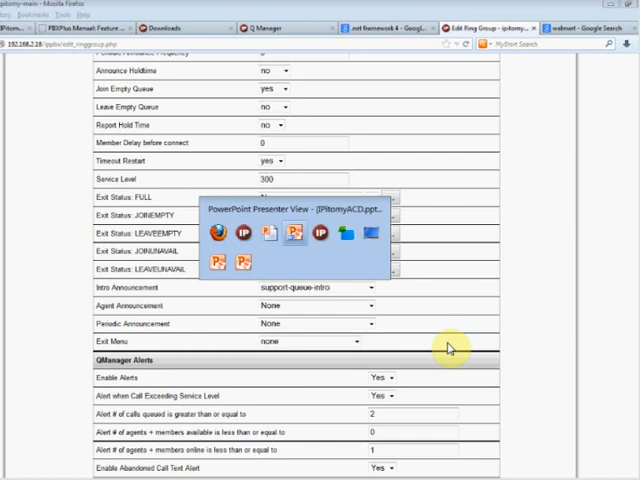 ipitomy-main - Mozilla Firefox
Bookmarks Tools Help
PBXPlus Manual: Feature ... Downloads Q Manager .net framework 4 - Google... Edit Ring Group - ipitomy... walmart - Google Search
192.168.2.18/ippbx/edit_ringgroup.php MyStart Search
Announce Holdtime no
Join Empty Queue yes
Leave Empty Queue no
Report Hold Time no
Member Delay before connect 0
Timeout Restart yes
Service Level 300
Exit Status: FULL
PowerPoint Presenter View - [IPitomyACD.ppt...
Exit Status: JOINEMPTY
Exit Status: LEAVEEMPTY
Exit Status: JOINUNAVAIL
Exit Status: LEAVEUNAVAIL
Intro Announcement support-queue-intro
Agent Announcement None
Periodic Announcement None
Exit Menu none
QManager Alerts
Enable Alerts Yes
Alert when Call Exceeding Service Level Yes
Alert # of calls queued is greater than or equal to 2
Alert # of agents + members available is less than or equal to 0
Alert # of agents + members online is less than or equal to 1
Enable Abandoned Call Text Alert Yes